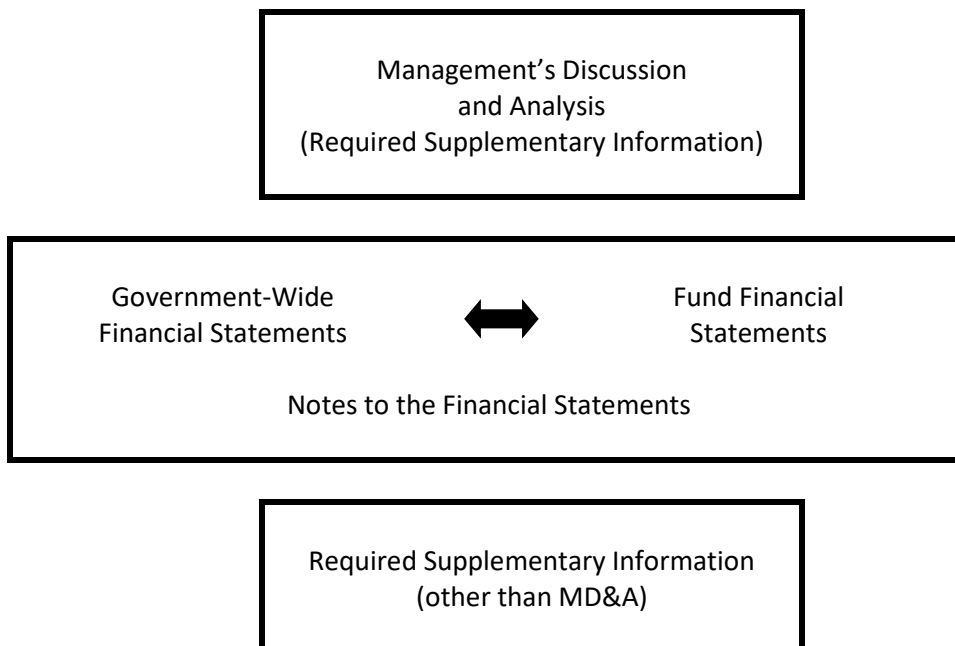 Management’s Discussion
and Analysis
(Required Supplementary Information)
Government-Wide
Financial Statements
Fund Financial
Statements
Notes to the Financial Statements
Required Supplementary Information
(other than MD&A)